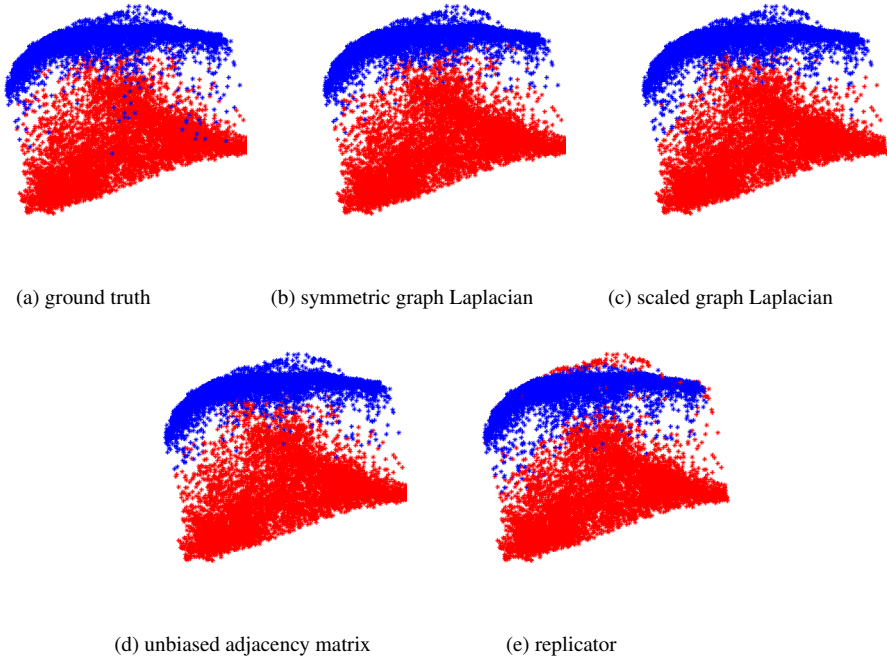 (a) ground truth
(b) symmetric graph Laplacian
(c) scaled graph Laplacian
(d) unbiased adjacency matrix
(e) replicator